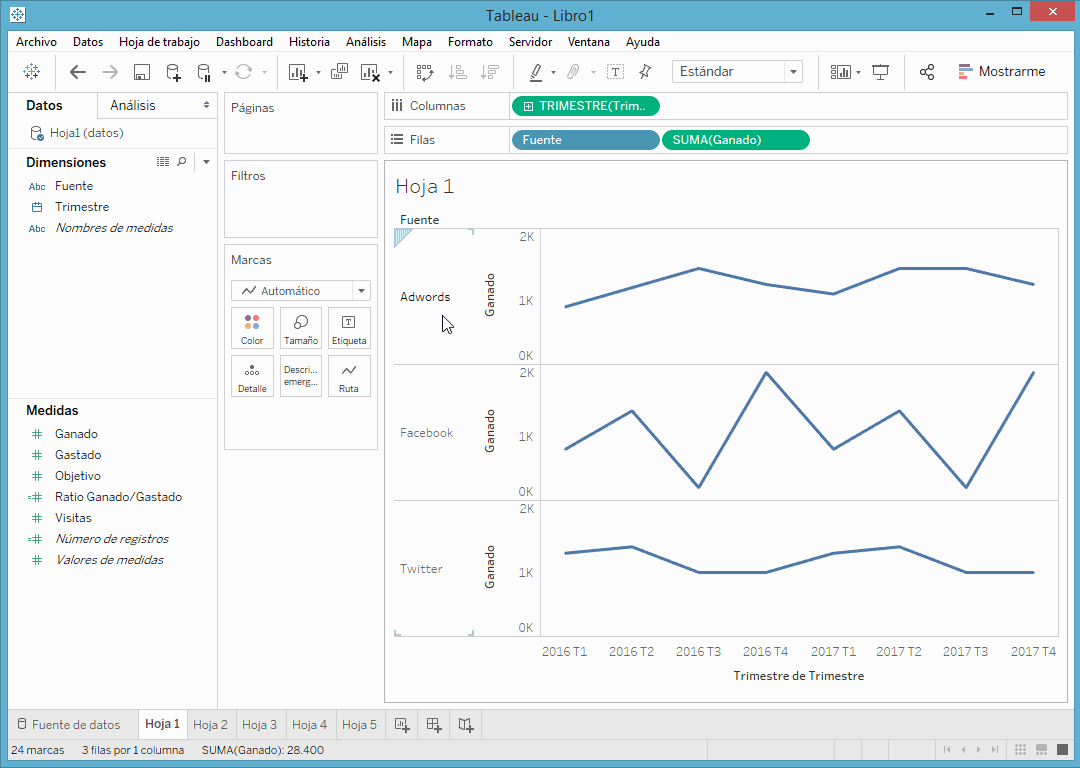 Tableau - Libro1
Archivo Datos Hoja de trabajo Dashboard Historia Análisis Mapa Formato Servidor Ventana Ayuda
Estándar
Mostrarme
Datos Análisis
Hoja1 (datos)
Dimensiones
Abc Fuente
Trimestre
Abc Nombres de medidas
Medidas
Ganado
Gastado
Objetivo
Ratio Ganado/Gastado
Visitas
Número de registros
Valores de medidas
Páginas
Filtros
Marcas
Automático
Color Tamaño Etiqueta
Detalle Descri... emerg... Ruta
Columnas TRIMESTRE(Trim..
Filas Fuente SUMA(Ganado)
Hoja 1
Fuente
Adwords Ganado 2K 1K 0K
Facebook Ganado 2K 1K 0K
Twitter Ganado 2K 1K 0K
2016 T1 2016 T2 2016 T3 2016 T4 2017 T1 2017 T2 2017 T3 2017 T4
Trimestre de Trimestre
Fuente de datos Hoja 1 Hoja 2 Hoja 3 Hoja 4 Hoja 5
24 marcas 3 filas por 1 columna SUMA(Ganado): 28.400